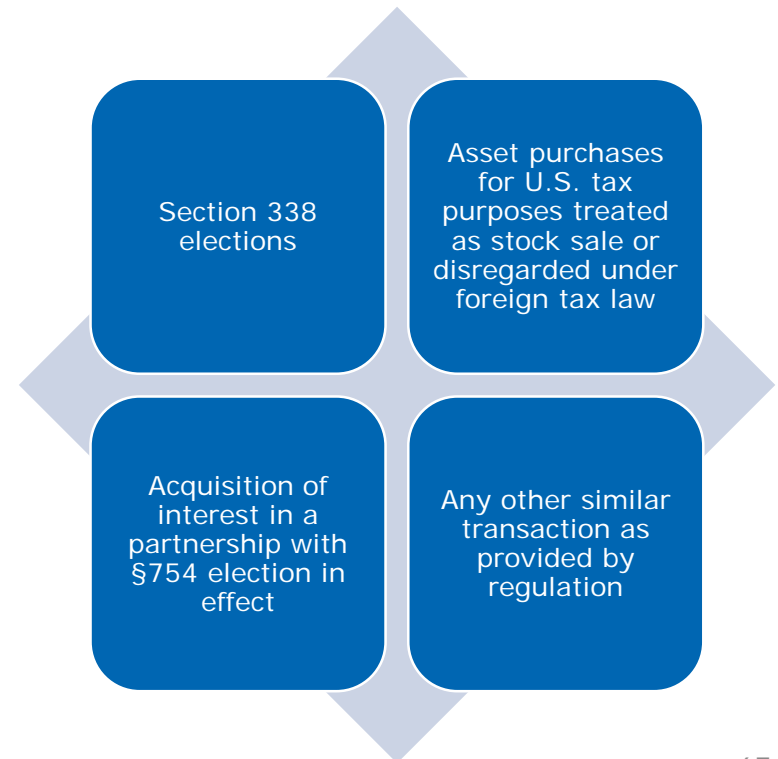 Section 338
elections
Asset purchases
for U.S. tax
purposes treated
as stock sale or
disregarded under
foreign tax law
Acquisition of
interest in a
partnership with
§754 election in
effect
Any other similar
transaction as
provided by
regulation